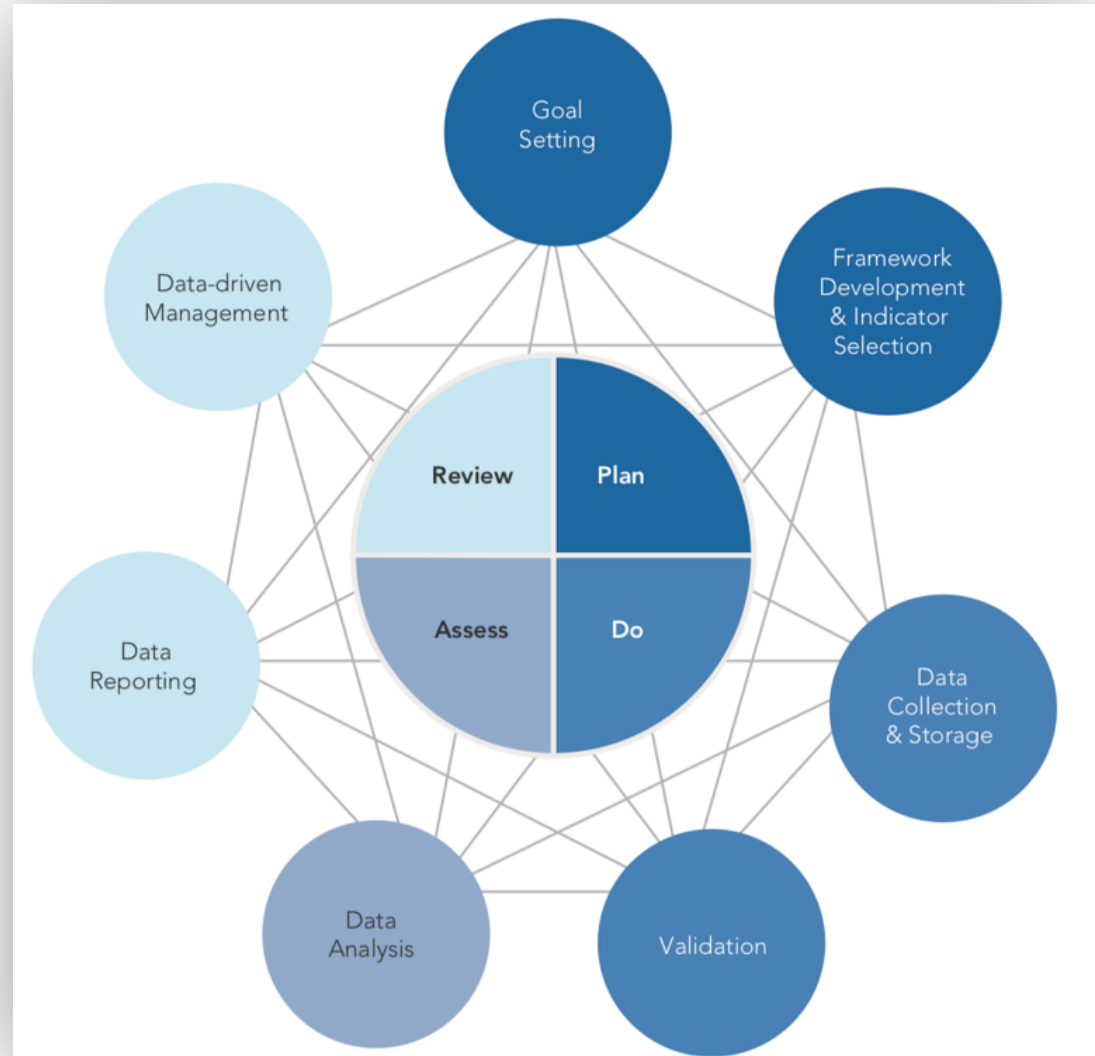 Goal
Setting
Framework
Development
& Indicator
Selection
Data-driven
Management
Review
Plan
Assess
Do
Data
Reporting
Data
Collection
& Storage
Data
Analysis
Validation